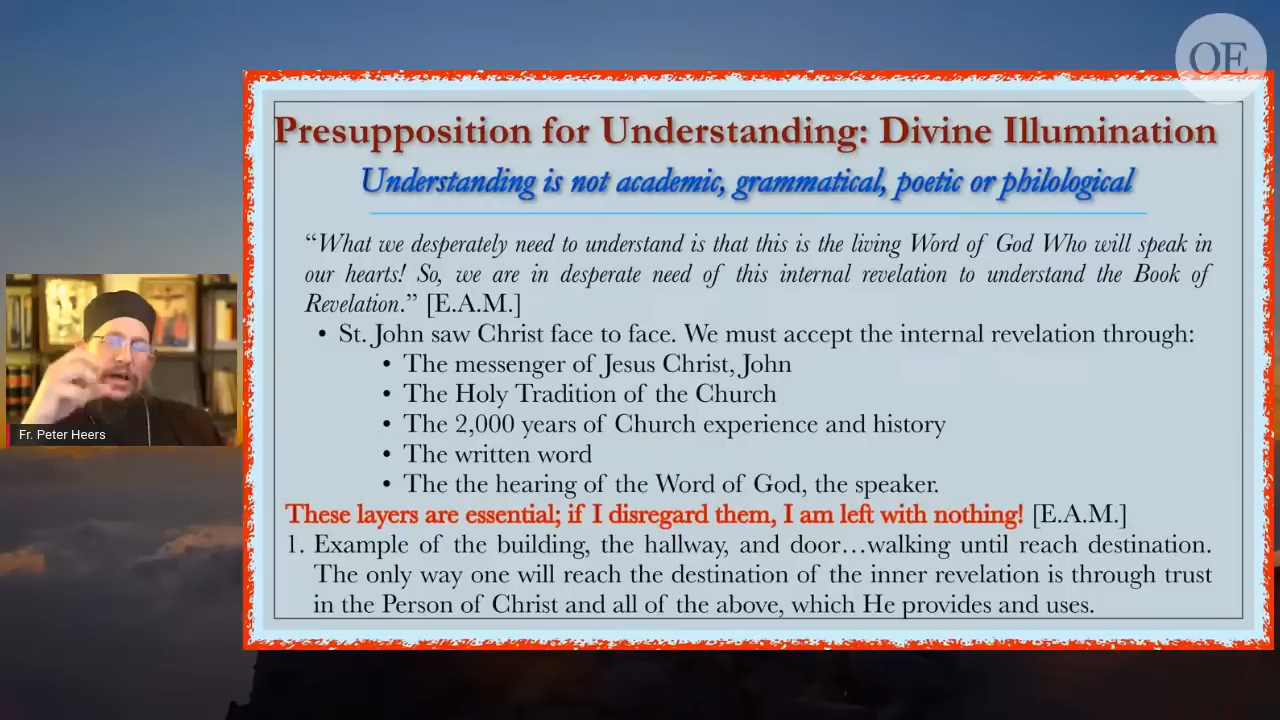 OE
Presupposition for Understanding: Divine Illumination
Understanding is not academic, grammatical, poetic or philological
“What we desperately need to understand is that this is the living Word of God Who will speak in
our hearts! So, we are in desperate need of this internal revelation to understand the Book of
Revelation.” [E.A.M.]
• St. John saw Christ face to face. We must accept the internal revelation through:
• The messenger of Jesus Christ, John
• The Holy Tradition of the Church
• The 2,000 years of Church experience and history
• The written word
• The the hearing of the Word of God, the speaker.
These layers are essential; if I disregard them, I am left with nothing! [E.A.M.]
1. Example of the building, the hallway, and door…walking until reach destination.
The only way one will reach the destination of the inner revelation is through trust
in the Person of Christ and all of the above, which He provides and uses.
Fr. Peter Heers